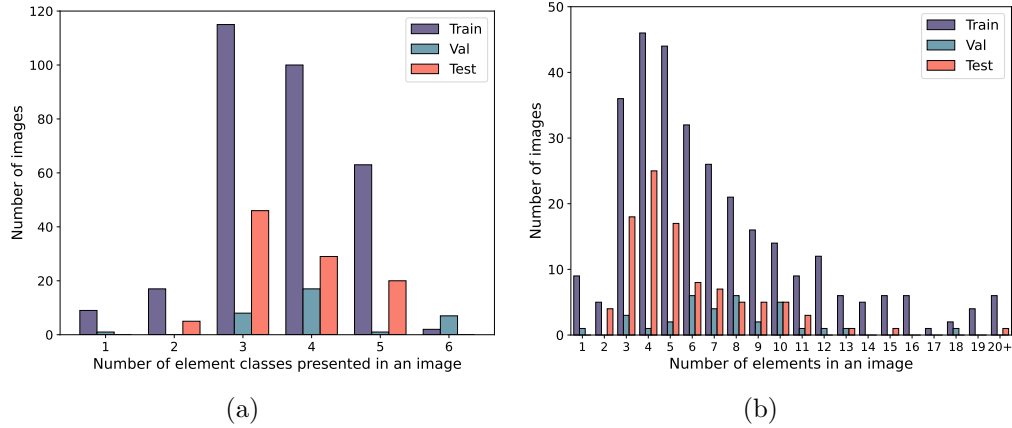 120
100
80
60
40
20
0
Number of images
1 2 3 4 5 6
Number of element classes presented in an image
Train
Val
Test
(a)
50
40
30
20
10
0
Number of images
1 2 3 4 5 6 7 8 9 10 11 12 13 14 15 16 17 18 19 20+
Number of elements in an image
Train
Val
Test
(b)